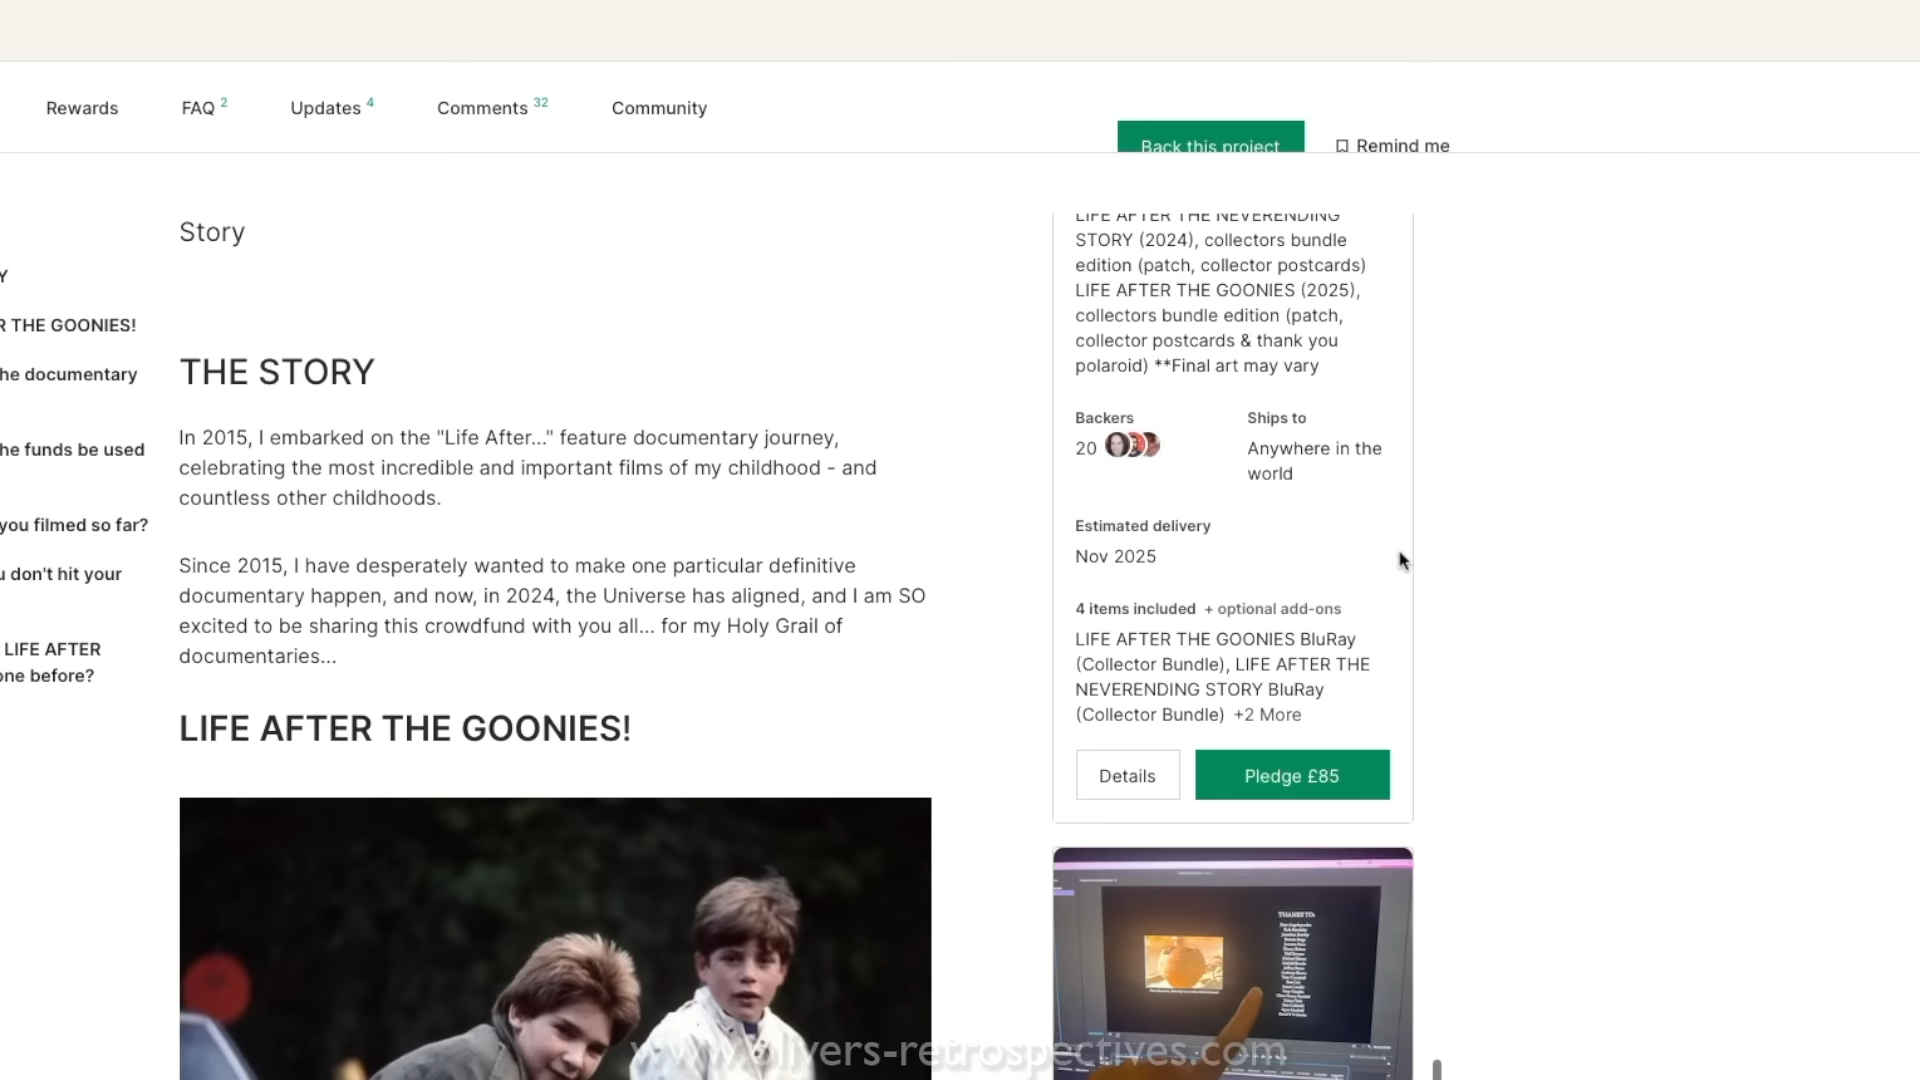 Rewards
FAQ 2
Updates 4
Comments 32
Community
Back this project
Remind me
Story
Y
R THE GOONIES!
he documentary
he funds be used
you filmed so far?
u don't hit your
LIFE AFTER
one before?
THE STORY
In 2015, I embarked on the "Life After..." feature documentary journey,
celebrating the most incredible and important films of my childhood - and
countless other childhoods.
Since 2015, I have desperately wanted to make one particular definitive
documentary happen, and now, in 2024, the Universe has aligned, and I am SO
excited to be sharing this crowdfund with you all... for my Holy Grail of
documentaries...
LIFE AFTER THE GOONIES!
LIFE AFTER THE NEVERENDING
STORY (2024), collectors bundle
edition (patch, collector postcards)
LIFE AFTER THE GOONIES (2025),
collectors bundle edition (patch,
collector postcards & thank you
polaroid) **Final art may vary
Backers
20
Ships to
Anywhere in the
world
Estimated delivery
Nov 2025
4 items included + optional add-ons
LIFE AFTER THE GOONIES BluRay
(Collector Bundle), LIFE AFTER THE
NEVERENDING STORY BluRay
(Collector Bundle) +2 More
Details
Pledge £85
THANKS TO:
www.olivers-retrospectives.com